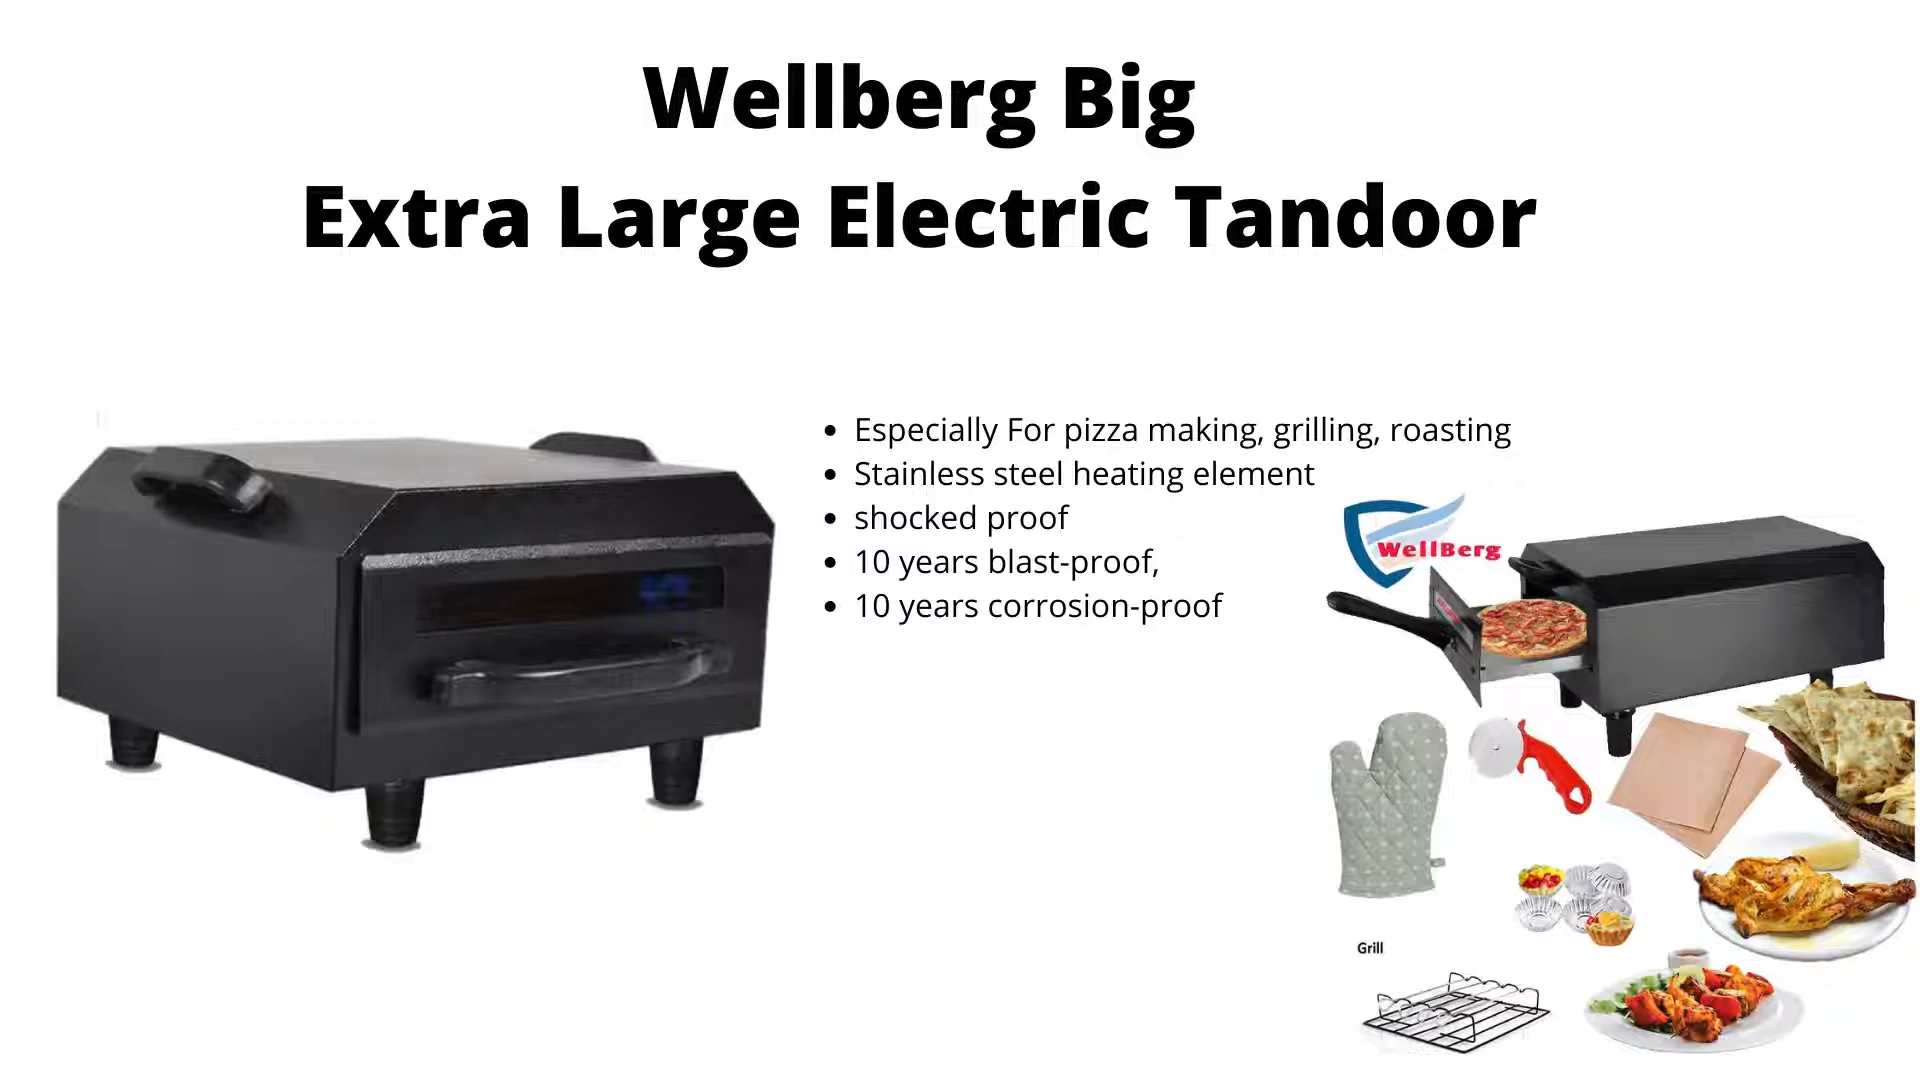 Wellberg Big
Extra Large Electric Tandoor
• Especially For pizza making, grilling, roasting
• Stainless steel heating element
• shocked proof
• 10 years blast-proof,
• 10 years corrosion-proof
WellBerg
Grill